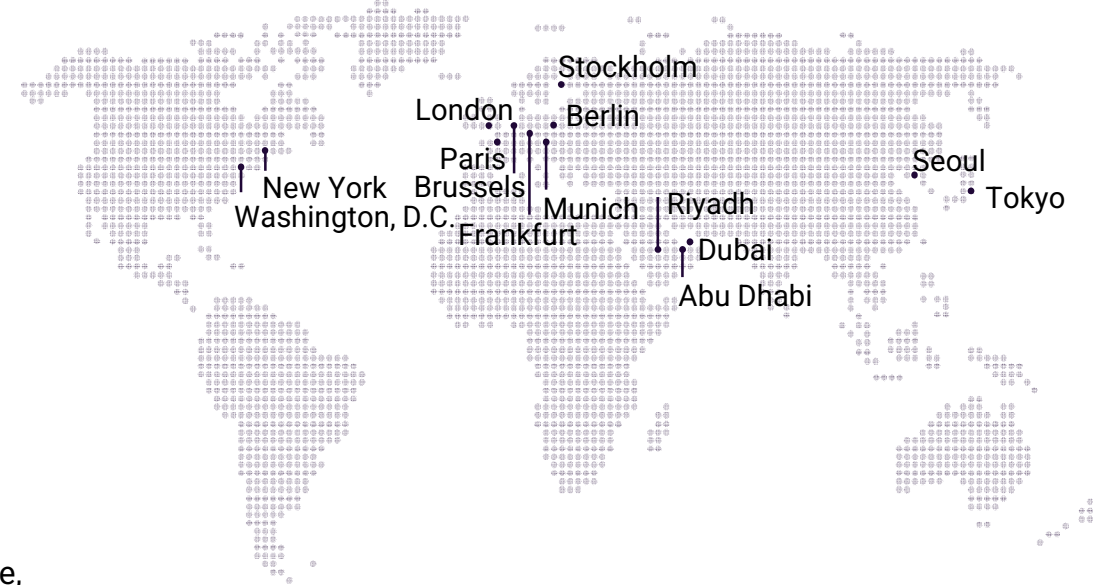 Stockholm
London
Berlin
Paris
Seoul
Brussels
New York
Tokyo
Munich
Riyadh
Washington, D.C.
Frankfurt
Dubai
Abu Dhabi
e,